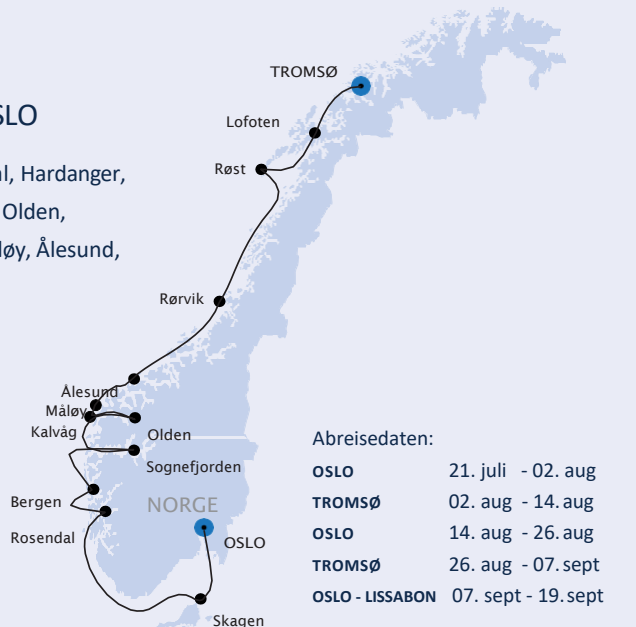 SLO
l, Hardanger,
Olden,
øy, Ålesund,
TROMSØ
Lofoten
Røst
Rørvik
Ålesund
Måløy
Kalvåg
Olden
Sognefjorden
Bergen
NORGE
Rosendal
OSLO
Skagen
Abreisedaten:
OSLO 21. juli - 02. aug
TROMSØ 02. aug - 14. aug
OSLO 14. aug - 26. aug
TROMSØ 26. aug - 07. sept
OSLO - LISSABON 07. sept - 19. sept